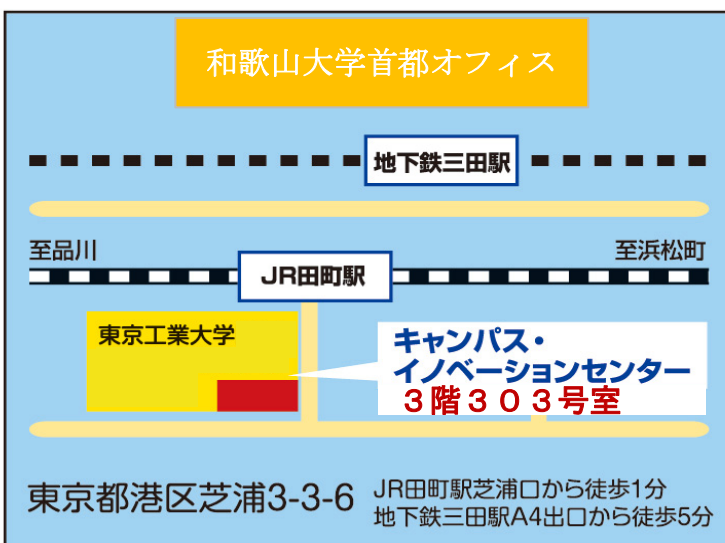 和歌山大学首都オフィス
地下鉄三田駅
至品川
至浜松町
JR田町駅
東京工業大学
キャンパス・
イノベーションセンター
３階３０３号室
東京都港区芝浦3-3-6
JR田町駅芝浦口から徒歩1分
地下鉄三田駅A4出口から徒歩5分